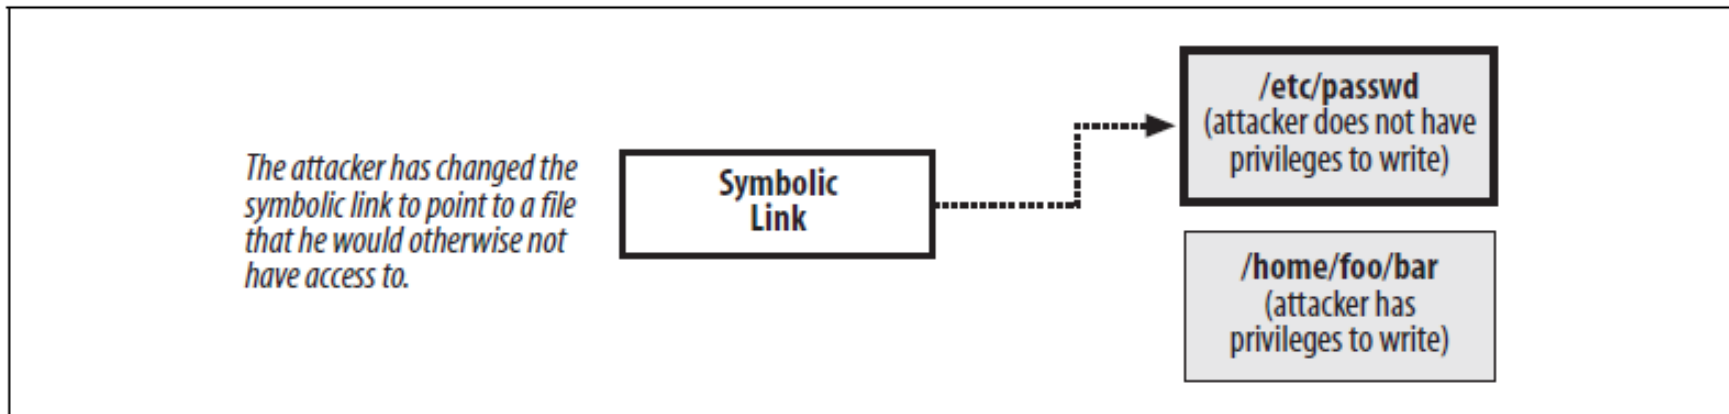 The attacker has changed the
symbolic link to point to a file
that he would otherwise not
have access to.
Symbolic
Link
/etc/passwd
(attacker does not have
privileges to write)
/home/foo/bar
(attacker has
privileges to write)